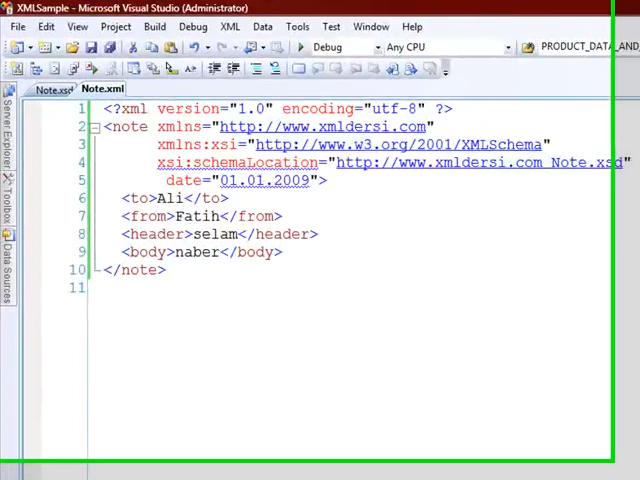 XMLSample - Microsoft Visual Studio (Administrator)
File Edit View Project Build Debug XML Data Tools Test Window Help
Debug Any CPU PRODUCT_DATA_AND_
Note.xsd Note.xml
Server Explorer
Toolbox
Data Sources
1 <?xml version="1.0" encoding="utf-8" ?>
2 <note xmlns="http://www.xmldersi.com"
3 xmlns:xsi="http://www.w3.org/2001/XMLSchema"
4 xsi:schemaLocation="http://www.xmldersi.com Note.xsd"
5 date="01.01.2009">
6 <to>Ali</to>
7 <from>Fatih</from>
8 <header>selam</header>
9 <body>naber</body>
10 </note>
11